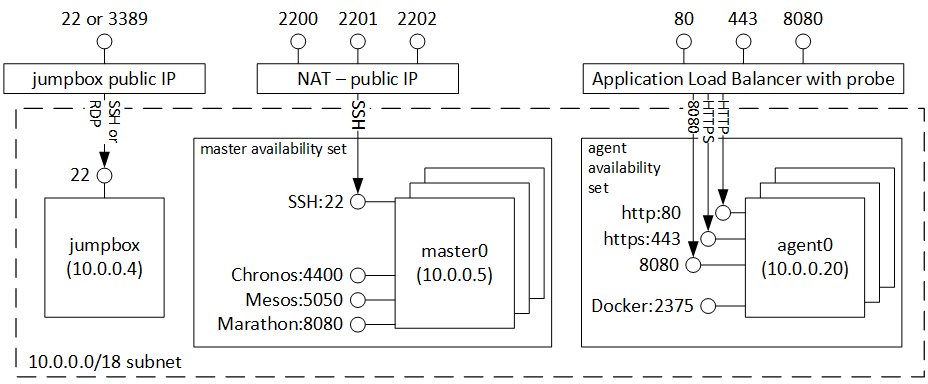 22 or 3389
2200
2201
2202
80
443
8080
jumpbox public IP
NAT – public IP
Application Load Balancer with probe
SSH or
RDP
SSH
8080
HTTPS
HTTP
master availability set
agent
availability
set
22
SSH:22
http:80
https:443
8080
Docker:2375
jumpbox
(10.0.0.4)
master0
(10.0.0.5)
agent0
(10.0.0.20)
Chronos:4400
Mesos:5050
Marathon:8080
10.0.0.0/18 subnet